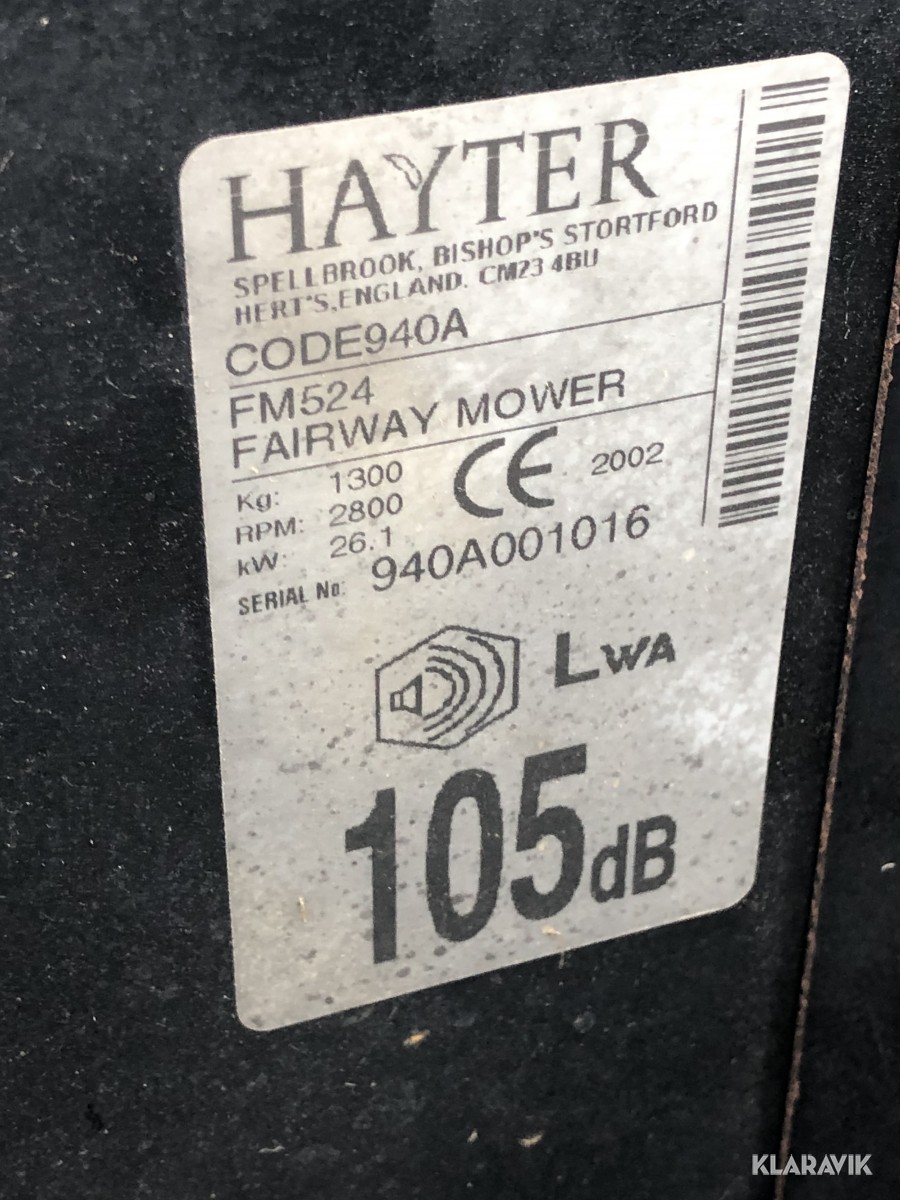 HAYTER
SPELLBROOK, BISHOP'S STORTFORD
HERT'S,ENGLAND. CM23 4BU
CODE940A
FM524
FAIRWAY MOWER
Kg: 1300
RPM: 2800
kW: 26.1
CE 2002
SERIAL No: 940A001016
LWA
105dB
KLARAVIK